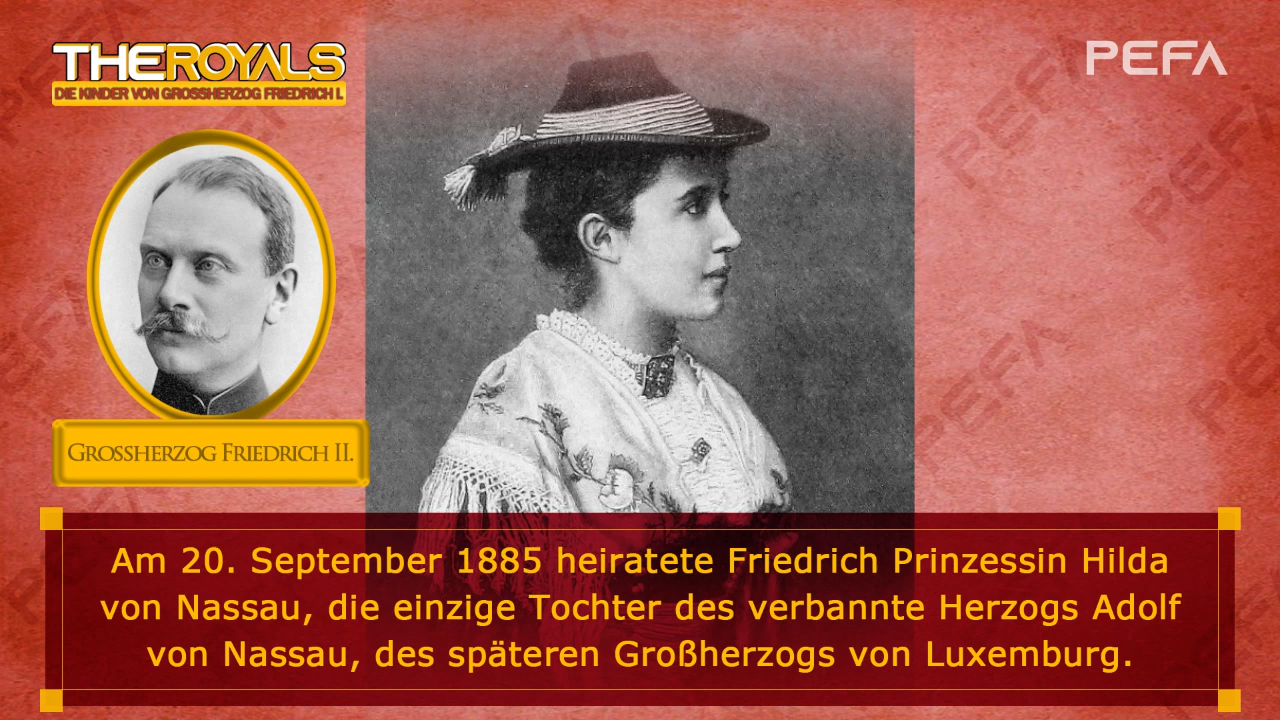 THEROYALS
DIE KINDER VON GROSSHERZOG FRIEDRICH I.
PEFA
GROSSHERZOG FRIEDRICH II.
Am 20. September 1885 heiratete Friedrich Prinzessin Hilda
von Nassau, die einzige Tochter des verbannte Herzogs Adolf
von Nassau, des späteren Großherzogs von Luxemburg.